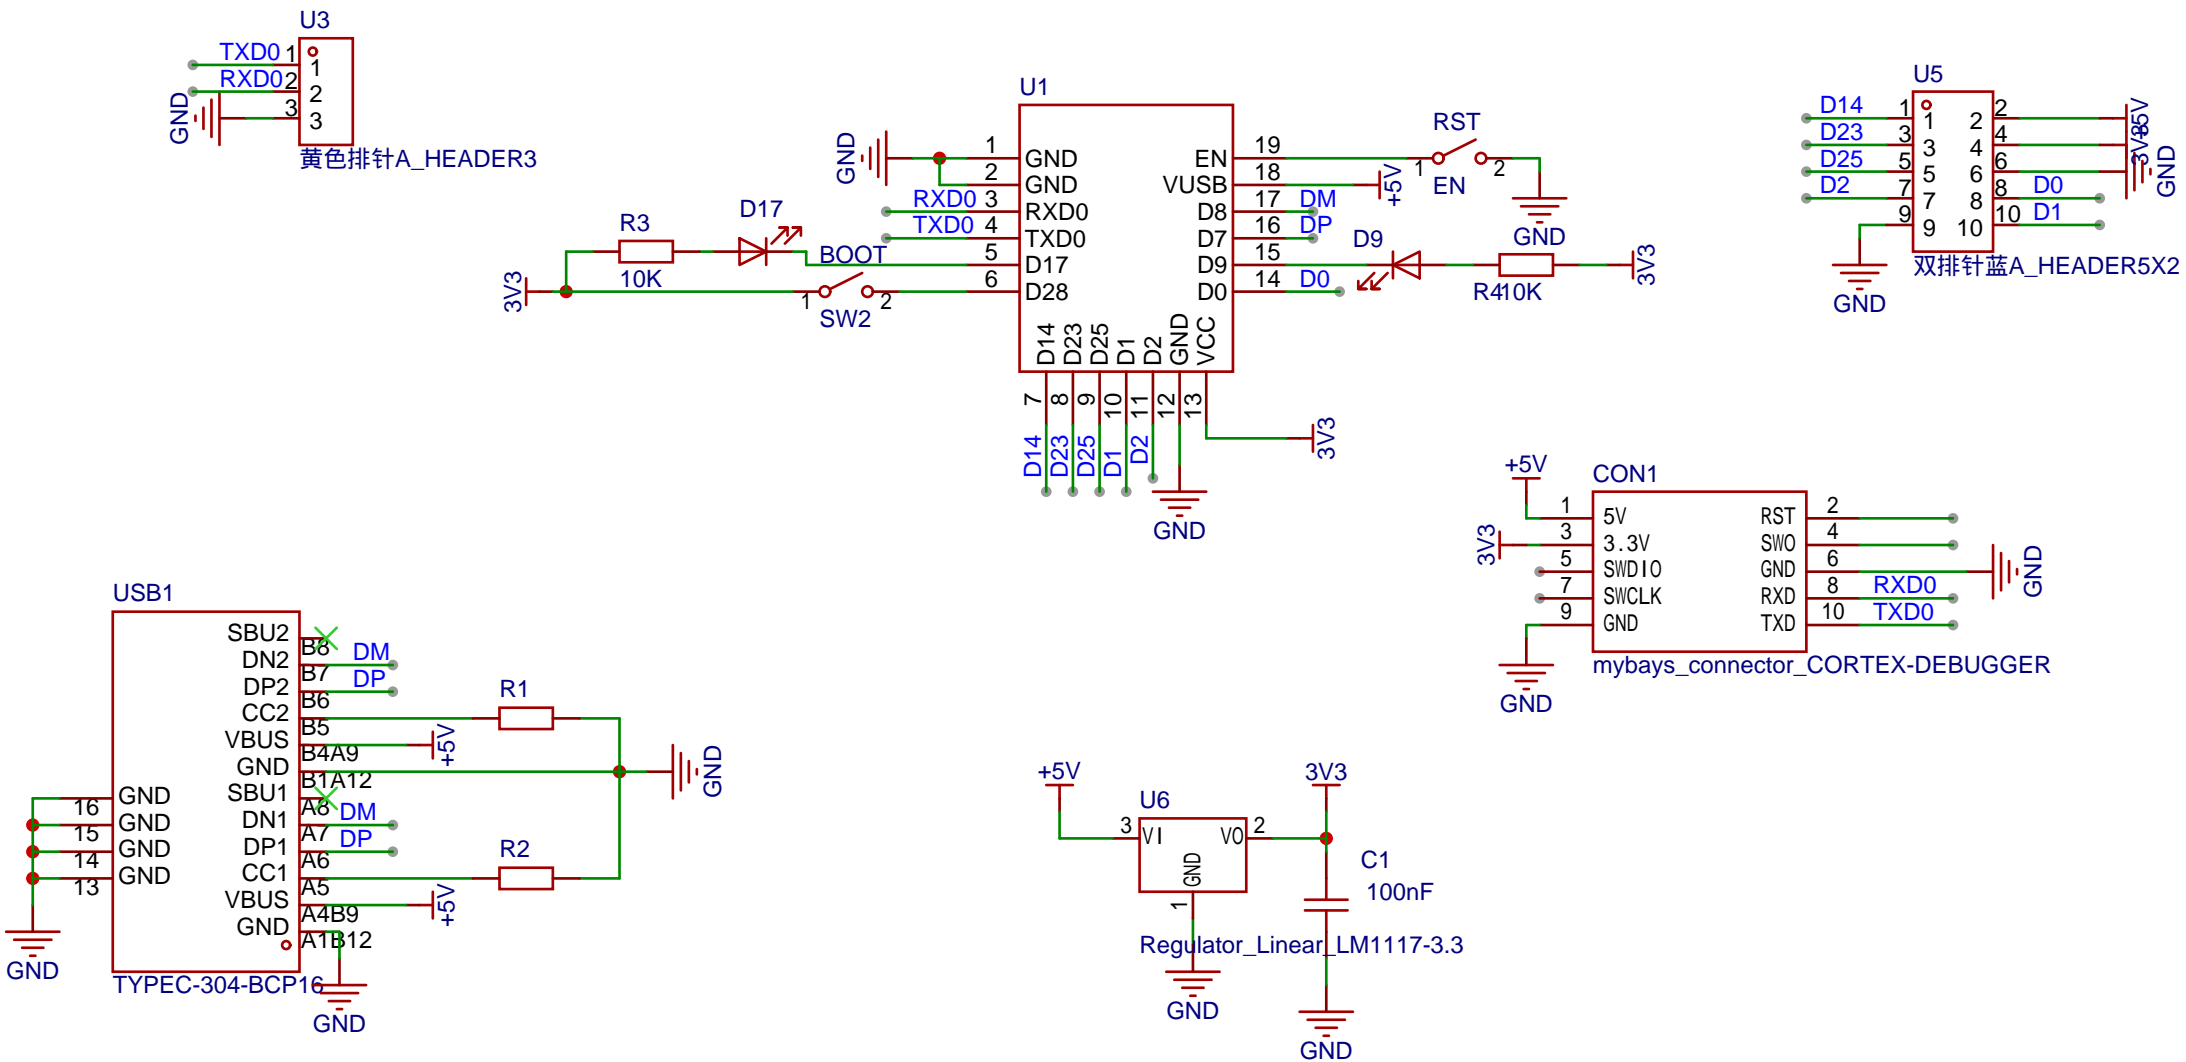 U3
TXD0 1 1
RXD0 2 2
GND 3 3
黄色排针A_HEADER3
U1
GND 1 GND
2 GND
RXD0 3 RXD0
TXD0 4 TXD0
5 D17
6 D28
EN 19
VUSB 18 +5V
D8 17 DM
D7 16 DP
D9 15
D0 14 D0
D14 D23 D25 D1 D2 GND VCC
7 8 9 10 11 12 13
D14 D23 D25 D1 D2
GND
3V3
R3
10K
D17
BOOT
1 2
SW2
3V3
RST
1 2
EN
GND
D9
R4 10K
3V3
U5
D14 1 1 2 2 +5V
D23 3 3 4 4 3V3
D25 5 5 6 6 GND
D2 7 7 8 8 D0
9 9 10 10 D1
GND
双排针蓝A_HEADER5X2
+5V
CON1
1 5V RST 2
3V3 3 3.3V SWO 4
5 SWDIO GND 6 GND
7 SWCLK RXD 8 RXD0
9 GND TXD 10 TXD0
GND
mybays_connector_CORTEX-DEBUGGER
USB1
SBU2 B8
DN2 B7 DM
DP2 B6 DP
CC2 B5
VBUS B4A9 +5V
GND B1A12
SBU1 A8
DN1 A7 DM
DP1 A6 DP
CC1 A5
VBUS A4B9 +5V
GND A1B12
16 GND
15 GND
14 GND
13 GND
GND
TYPEC-304-BCP16
GND
R1
R2
GND
+5V
U6
3 VI VO 2
GND
1
Regulator_Linear_LM1117-3.3
GND
3V3
C1
100nF
GND